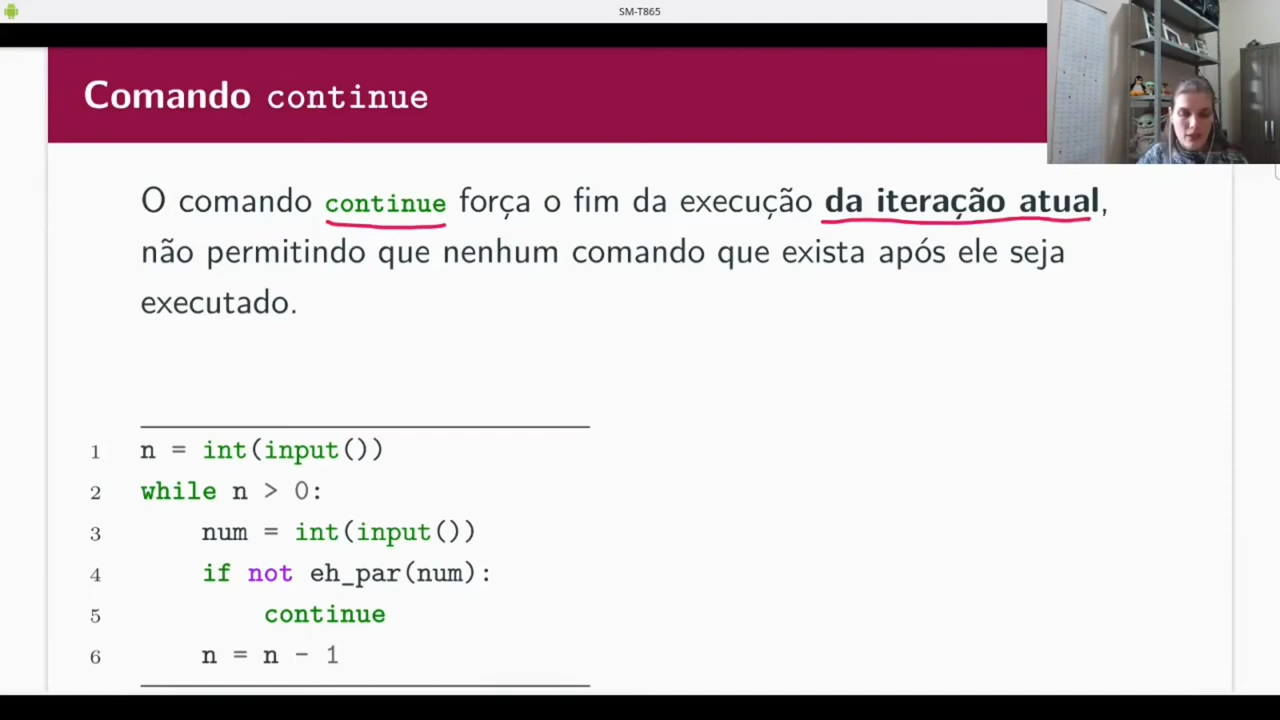 SM-T865
Comando continue
O comando continue força o fim da execução da iteração atual,
não permitindo que nenhum comando que exista após ele seja
executado.
1 n = int(input())
2 while n > 0:
3 num = int(input())
4 if not eh_par(num):
5 continue
6 n = n - 1